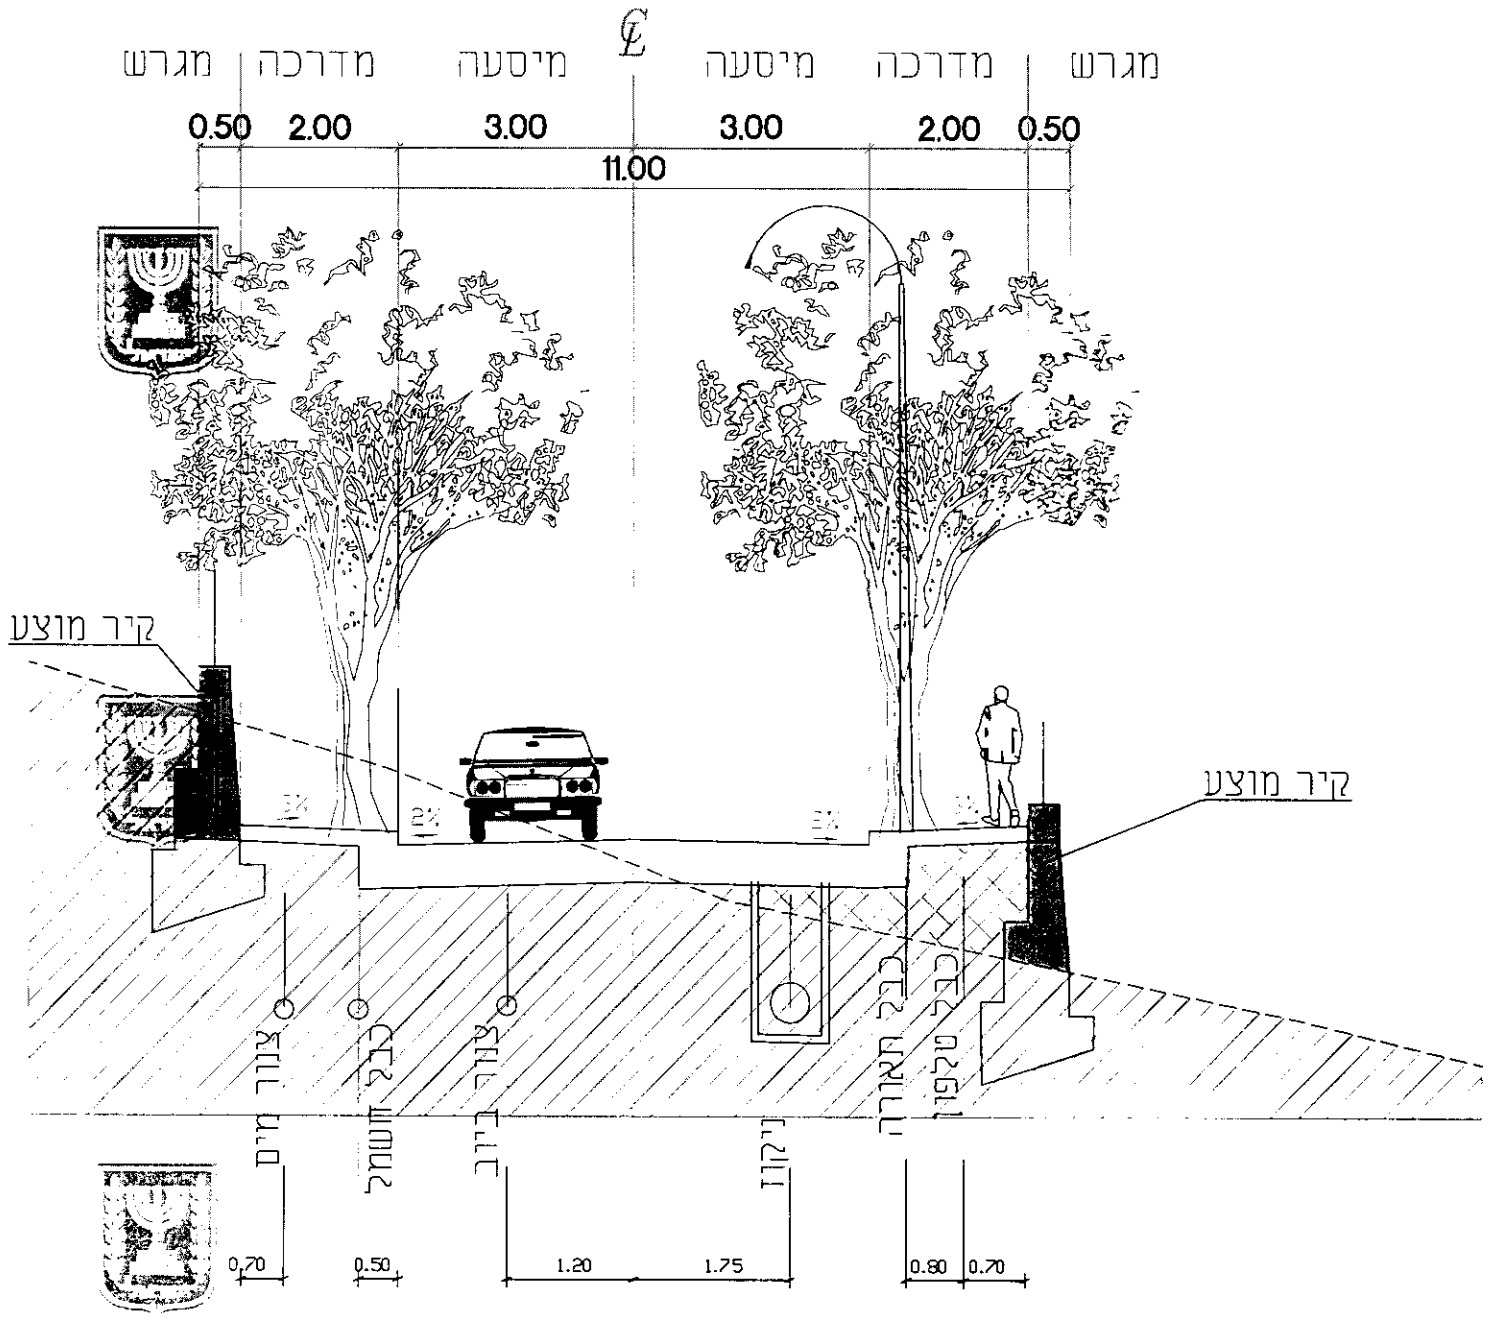 ℄
מגרש מדרכה מיסעה מיסעה מדרכה מגרש
0.50 2.00 3.00 3.00 2.00 0.50
11.00
קיר מוצע
קיר מוצע
2% 2%
צנור מים
כבל חשמל
צנור ביוב
ניקוז
כבל תאורה
כבל טלפון
0.70 0.50 1.20 1.75 0.80 0.70